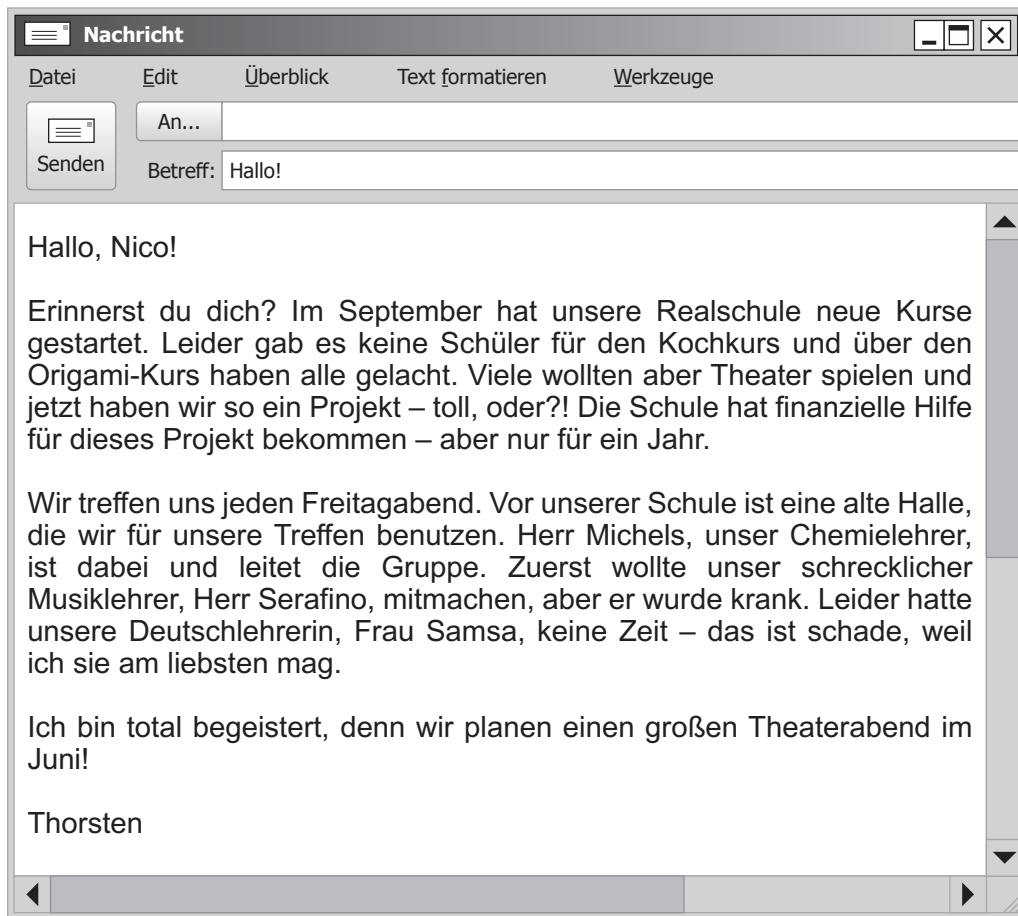 Nachricht
Datei Edit Überblick Text formatieren Werkzeuge
An...
Senden
Betreff: Hallo!
Hallo, Nico!
Erinnerst du dich? Im September hat unsere Realschule neue Kurse
gestartet. Leider gab es keine Schüler für den Kochkurs und über den
Origami-Kurs haben alle gelacht. Viele wollten aber Theater spielen und
jetzt haben wir so ein Projekt – toll, oder?! Die Schule hat finanzielle Hilfe
für dieses Projekt bekommen – aber nur für ein Jahr.
Wir treffen uns jeden Freitagabend. Vor unserer Schule ist eine alte Halle,
die wir für unsere Treffen benutzen. Herr Michels, unser Chemielehrer,
ist dabei und leitet die Gruppe. Zuerst wollte unser schrecklicher
Musiklehrer, Herr Serafino, mitmachen, aber er wurde krank. Leider hatte
unsere Deutschlehrerin, Frau Samsa, keine Zeit – das ist schade, weil
ich sie am liebsten mag.
Ich bin total begeistert, denn wir planen einen großen Theaterabend im
Juni!
Thorsten